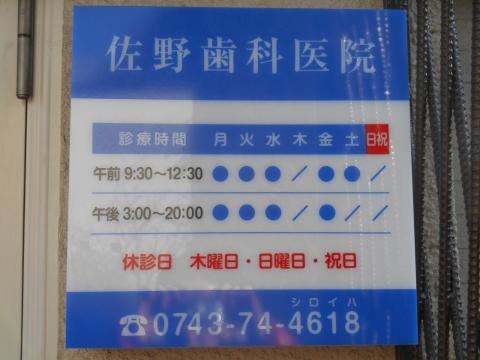 佐野歯科医院
診療時間 月 火 水 木 金 土 日祝
午前 9:30～12:30 ● ● ● ／ ● ● ／
午後 3:00～20:00 ● ● ● ／ ● ／ ／
休診日 木曜日・日曜日・祝日
シロイハ
☎0743-74-4618